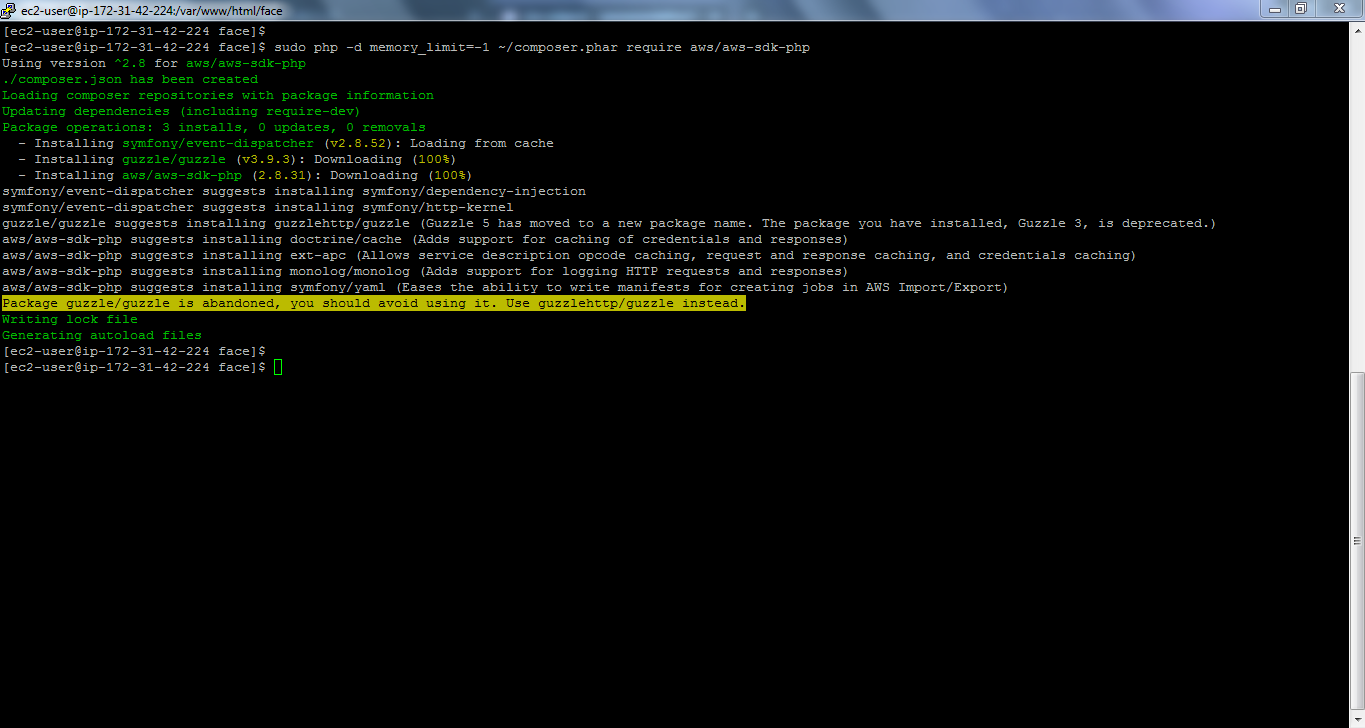 ec2-user@ip-172-31-42-224:/var/www/html/face
[ec2-user@ip-172-31-42-224 face]$
[ec2-user@ip-172-31-42-224 face]$ sudo php -d memory_limit=-1 ~/composer.phar require aws/aws-sdk-php
Using version ^2.8 for aws/aws-sdk-php
./composer.json has been created
Loading composer repositories with package information
Updating dependencies (including require-dev)
Package operations: 3 installs, 0 updates, 0 removals
  - Installing symfony/event-dispatcher (v2.8.52): Loading from cache
  - Installing guzzle/guzzle (v3.9.3): Downloading (100%)
  - Installing aws/aws-sdk-php (2.8.31): Downloading (100%)
symfony/event-dispatcher suggests installing symfony/dependency-injection
symfony/event-dispatcher suggests installing symfony/http-kernel
guzzle/guzzle suggests installing guzzlehttp/guzzle (Guzzle 5 has moved to a new package name. The package you have installed, Guzzle 3, is deprecated.)
aws/aws-sdk-php suggests installing doctrine/cache (Adds support for caching of credentials and responses)
aws/aws-sdk-php suggests installing ext-apc (Allows service description opcode caching, request and response caching, and credentials caching)
aws/aws-sdk-php suggests installing monolog/monolog (Adds support for logging HTTP requests and responses)
aws/aws-sdk-php suggests installing symfony/yaml (Eases the ability to write manifests for creating jobs in AWS Import/Export)
Package guzzle/guzzle is abandoned, you should avoid using it. Use guzzlehttp/guzzle instead.
Writing lock file
Generating autoload files
[ec2-user@ip-172-31-42-224 face]$
[ec2-user@ip-172-31-42-224 face]$